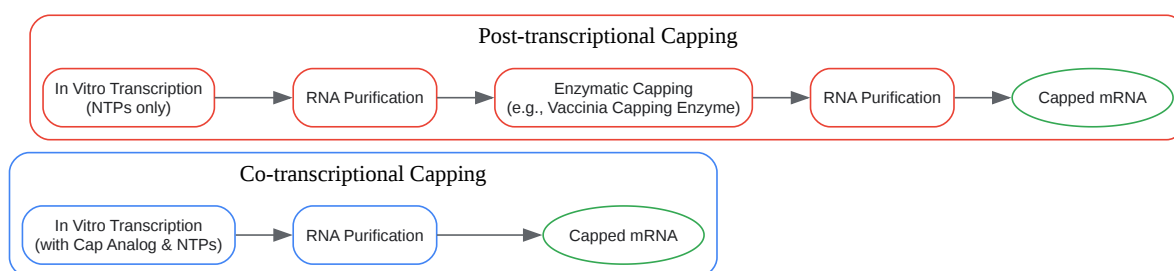 Post-transcriptional Capping
In Vitro Transcription
(NTPs only)
RNA Purification
Enzymatic Capping
(e.g., Vaccinia Capping Enzyme)
RNA Purification
Capped mRNA
Co-transcriptional Capping
In Vitro Transcription
(with Cap Analog & NTPs)
RNA Purification
Capped mRNA